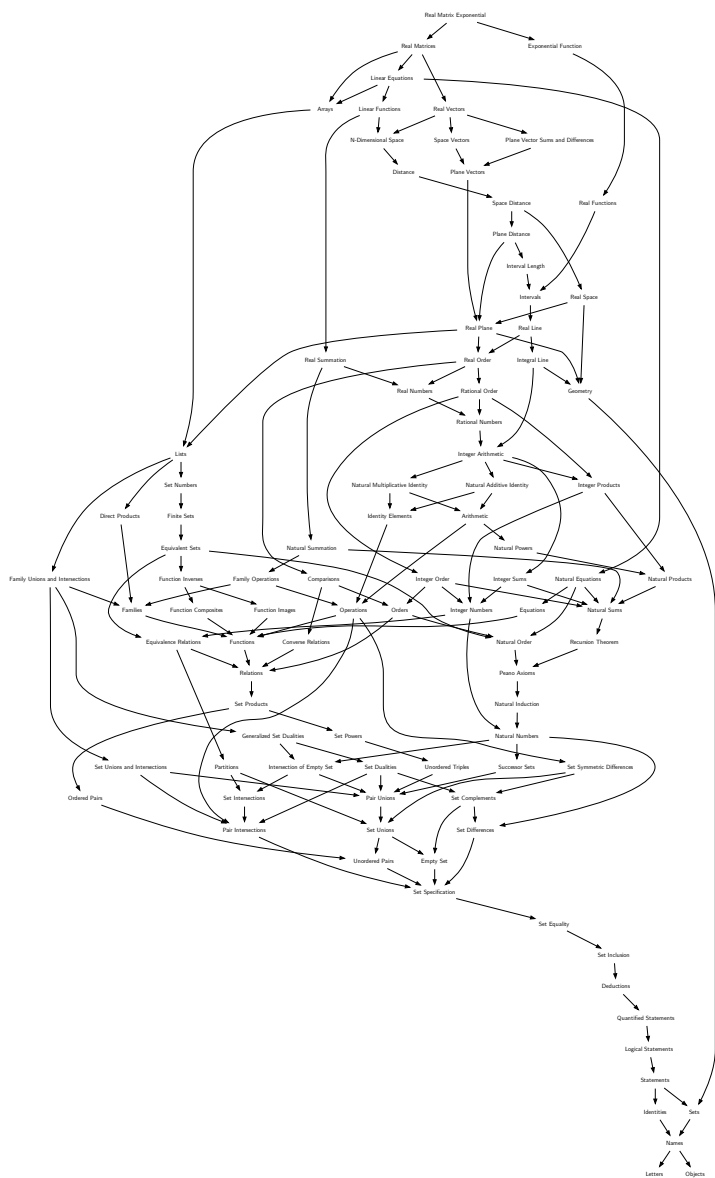 Real Matrix Exponential
Real Matrices
Exponential Function
Linear Equations
Arrays
Linear Functions
Real Vectors
N-Dimensional Space
Space Vectors
Plane Vector Sums and Differences
Distance
Plane Vectors
Space Distance
Real Functions
Plane Distance
Interval Length
Intervals
Real Space
Real Plane
Real Line
Real Summation
Real Order
Integral Line
Real Numbers
Rational Order
Geometry
Rational Numbers
Lists
Integer Arithmetic
Set Numbers
Natural Multiplicative Identity
Natural Additive Identity
Integer Products
Direct Products
Finite Sets
Identity Elements
Arithmetic
Equivalent Sets
Natural Summation
Natural Powers
Family Unions and Intersections
Function Inverses
Family Operations
Comparisons
Integer Order
Integer Sums
Natural Equations
Natural Products
Families
Function Composites
Function Images
Operations
Orders
Integer Numbers
Equations
Natural Sums
Equivalence Relations
Functions
Converse Relations
Natural Order
Recursion Theorem
Relations
Peano Axioms
Set Products
Natural Induction
Generalized Set Dualities
Set Powers
Natural Numbers
Set Unions and Intersections
Partitions
Intersection of Empty Set
Set Dualities
Unordered Triples
Successor Sets
Set Symmetric Differences
Ordered Pairs
Set Intersections
Pair Unions
Set Complements
Pair Intersections
Set Unions
Set Differences
Unordered Pairs
Empty Set
Set Specification
Set Equality
Set Inclusion
Deductions
Quantified Statements
Logical Statements
Statements
Identities
Sets
Names
Letters
Objects